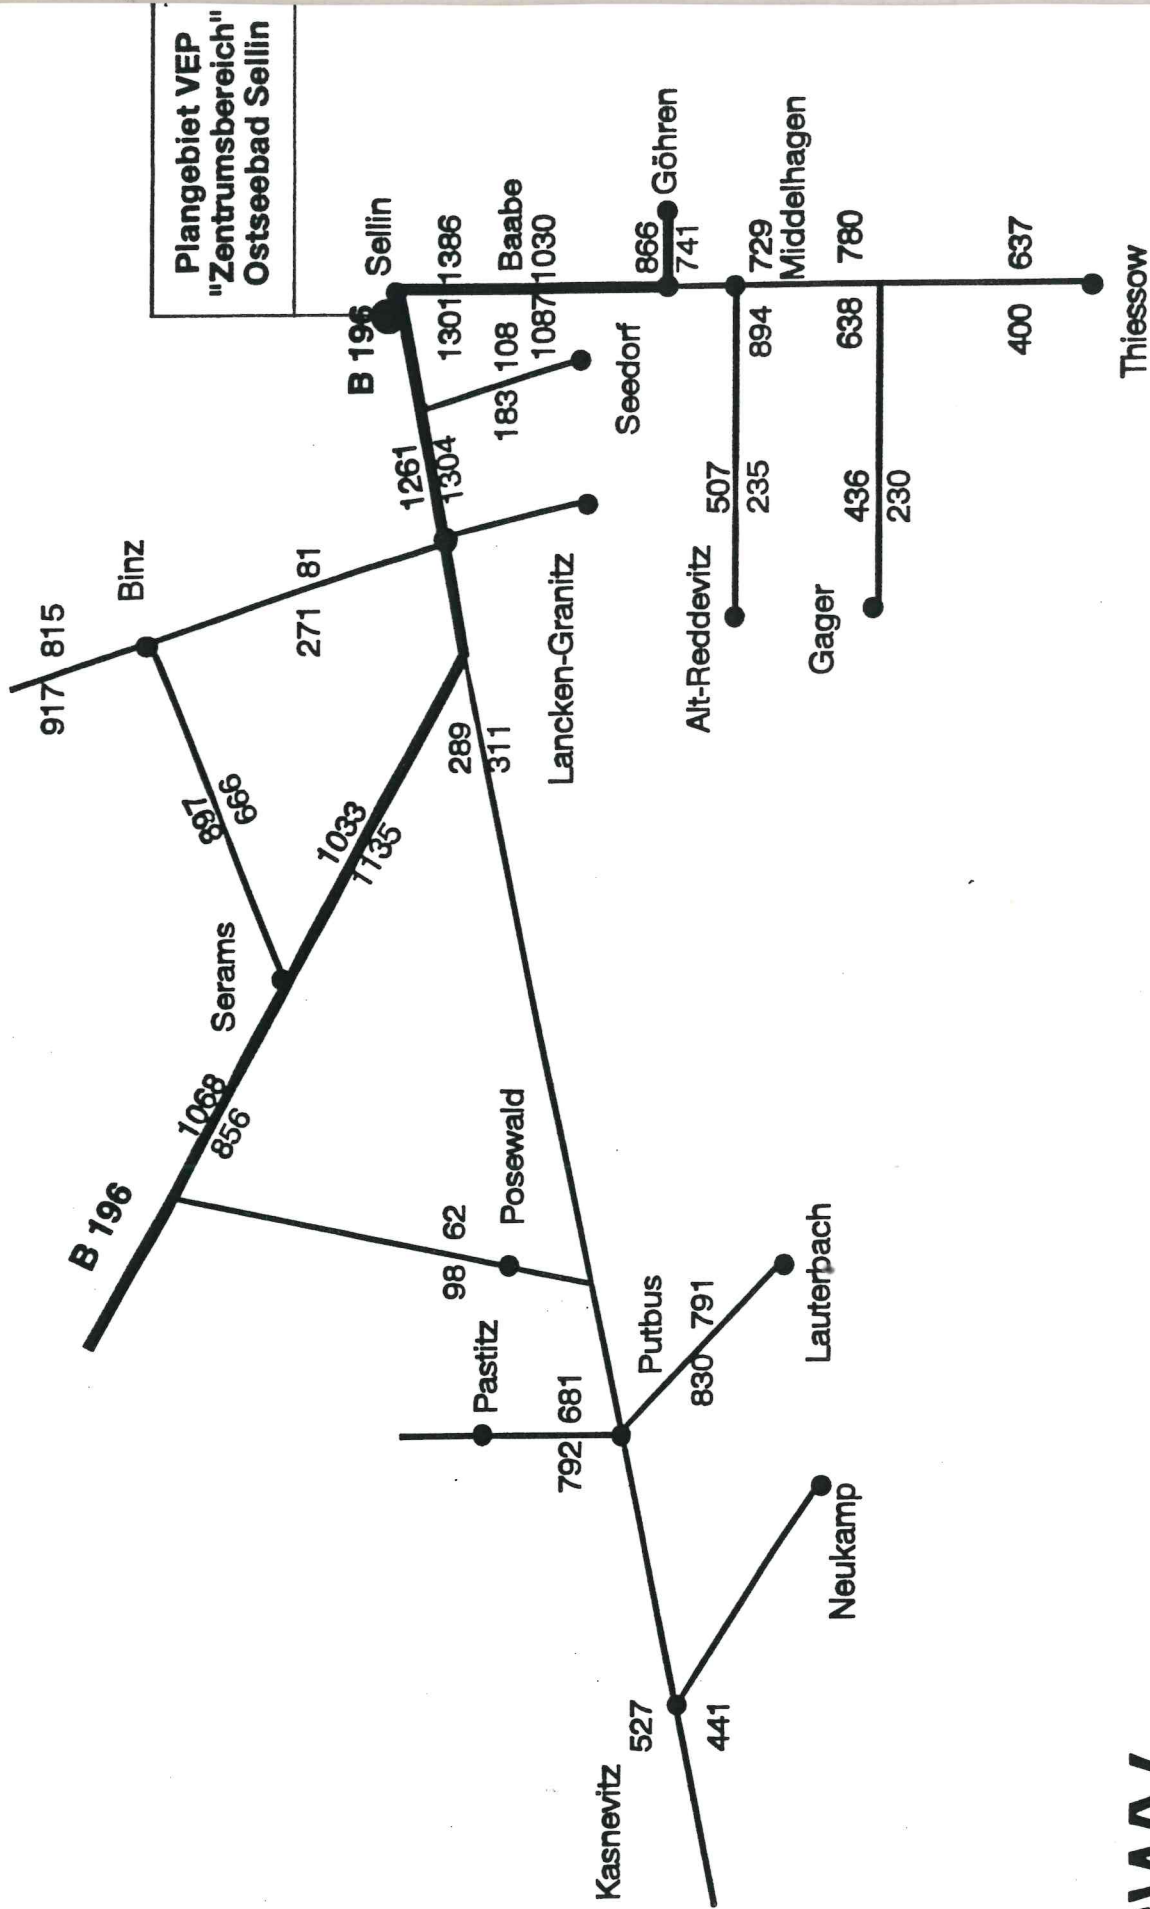 Plangebiet VEP
"Zentrumsbereich"
Ostseebad Sellin
917 815
B 196
Binz
1068
856
Serams
897
666
271 81
1033
1135
B 196
Sellin
1261
1304
1301 1386
98 62
Pastitz
Posewald
289
311
183 108
Baabe
1087 1030
792 681
Lancken-Granitz
Seedorf
Kasnevitz
527
441
Putbus
830 791
866
741
Göhren
Alt-Reddevitz
507
235
894 729
Middelhagen
Neukamp
Lauterbach
Gager
436
230
638 780
400 637
Thiessow